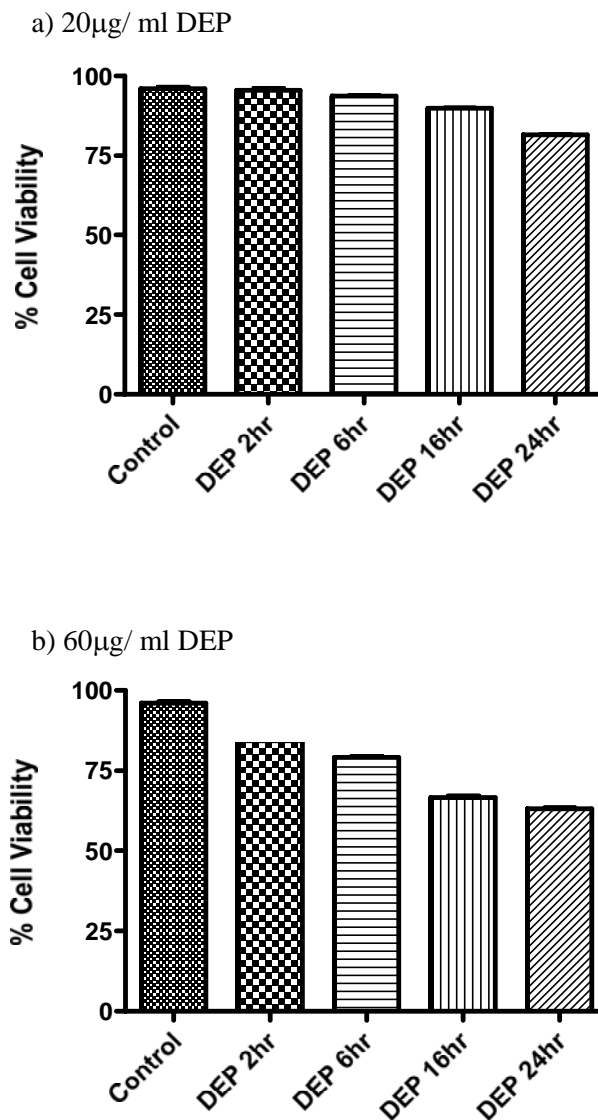 a) 20μg/ ml DEP
100
75
50
25
0
% Cell Viability
Control
DEP 2hr
DEP 6hr
DEP 16hr
DEP 24hr
b) 60μg/ ml DEP
100
75
50
25
0
% Cell Viability
Control
DEP 2hr
DEP 6hr
DEP 16hr
DEP 24hr